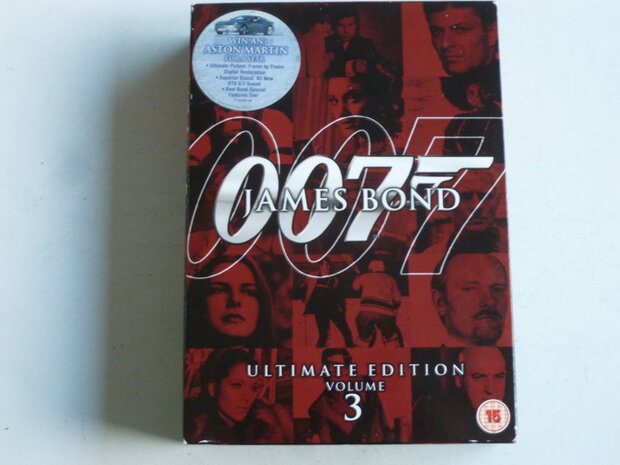 WIN AN
ASTON MARTIN
FOR A YEAR
• Ultimate Picture: Frame by Frame
Digital Restoration
• Superior Sound: All New
DTS 5.1 Sound
• Best Bond Special
Features Ever
007
JAMES BOND
ULTIMATE EDITION
VOLUME
3
15